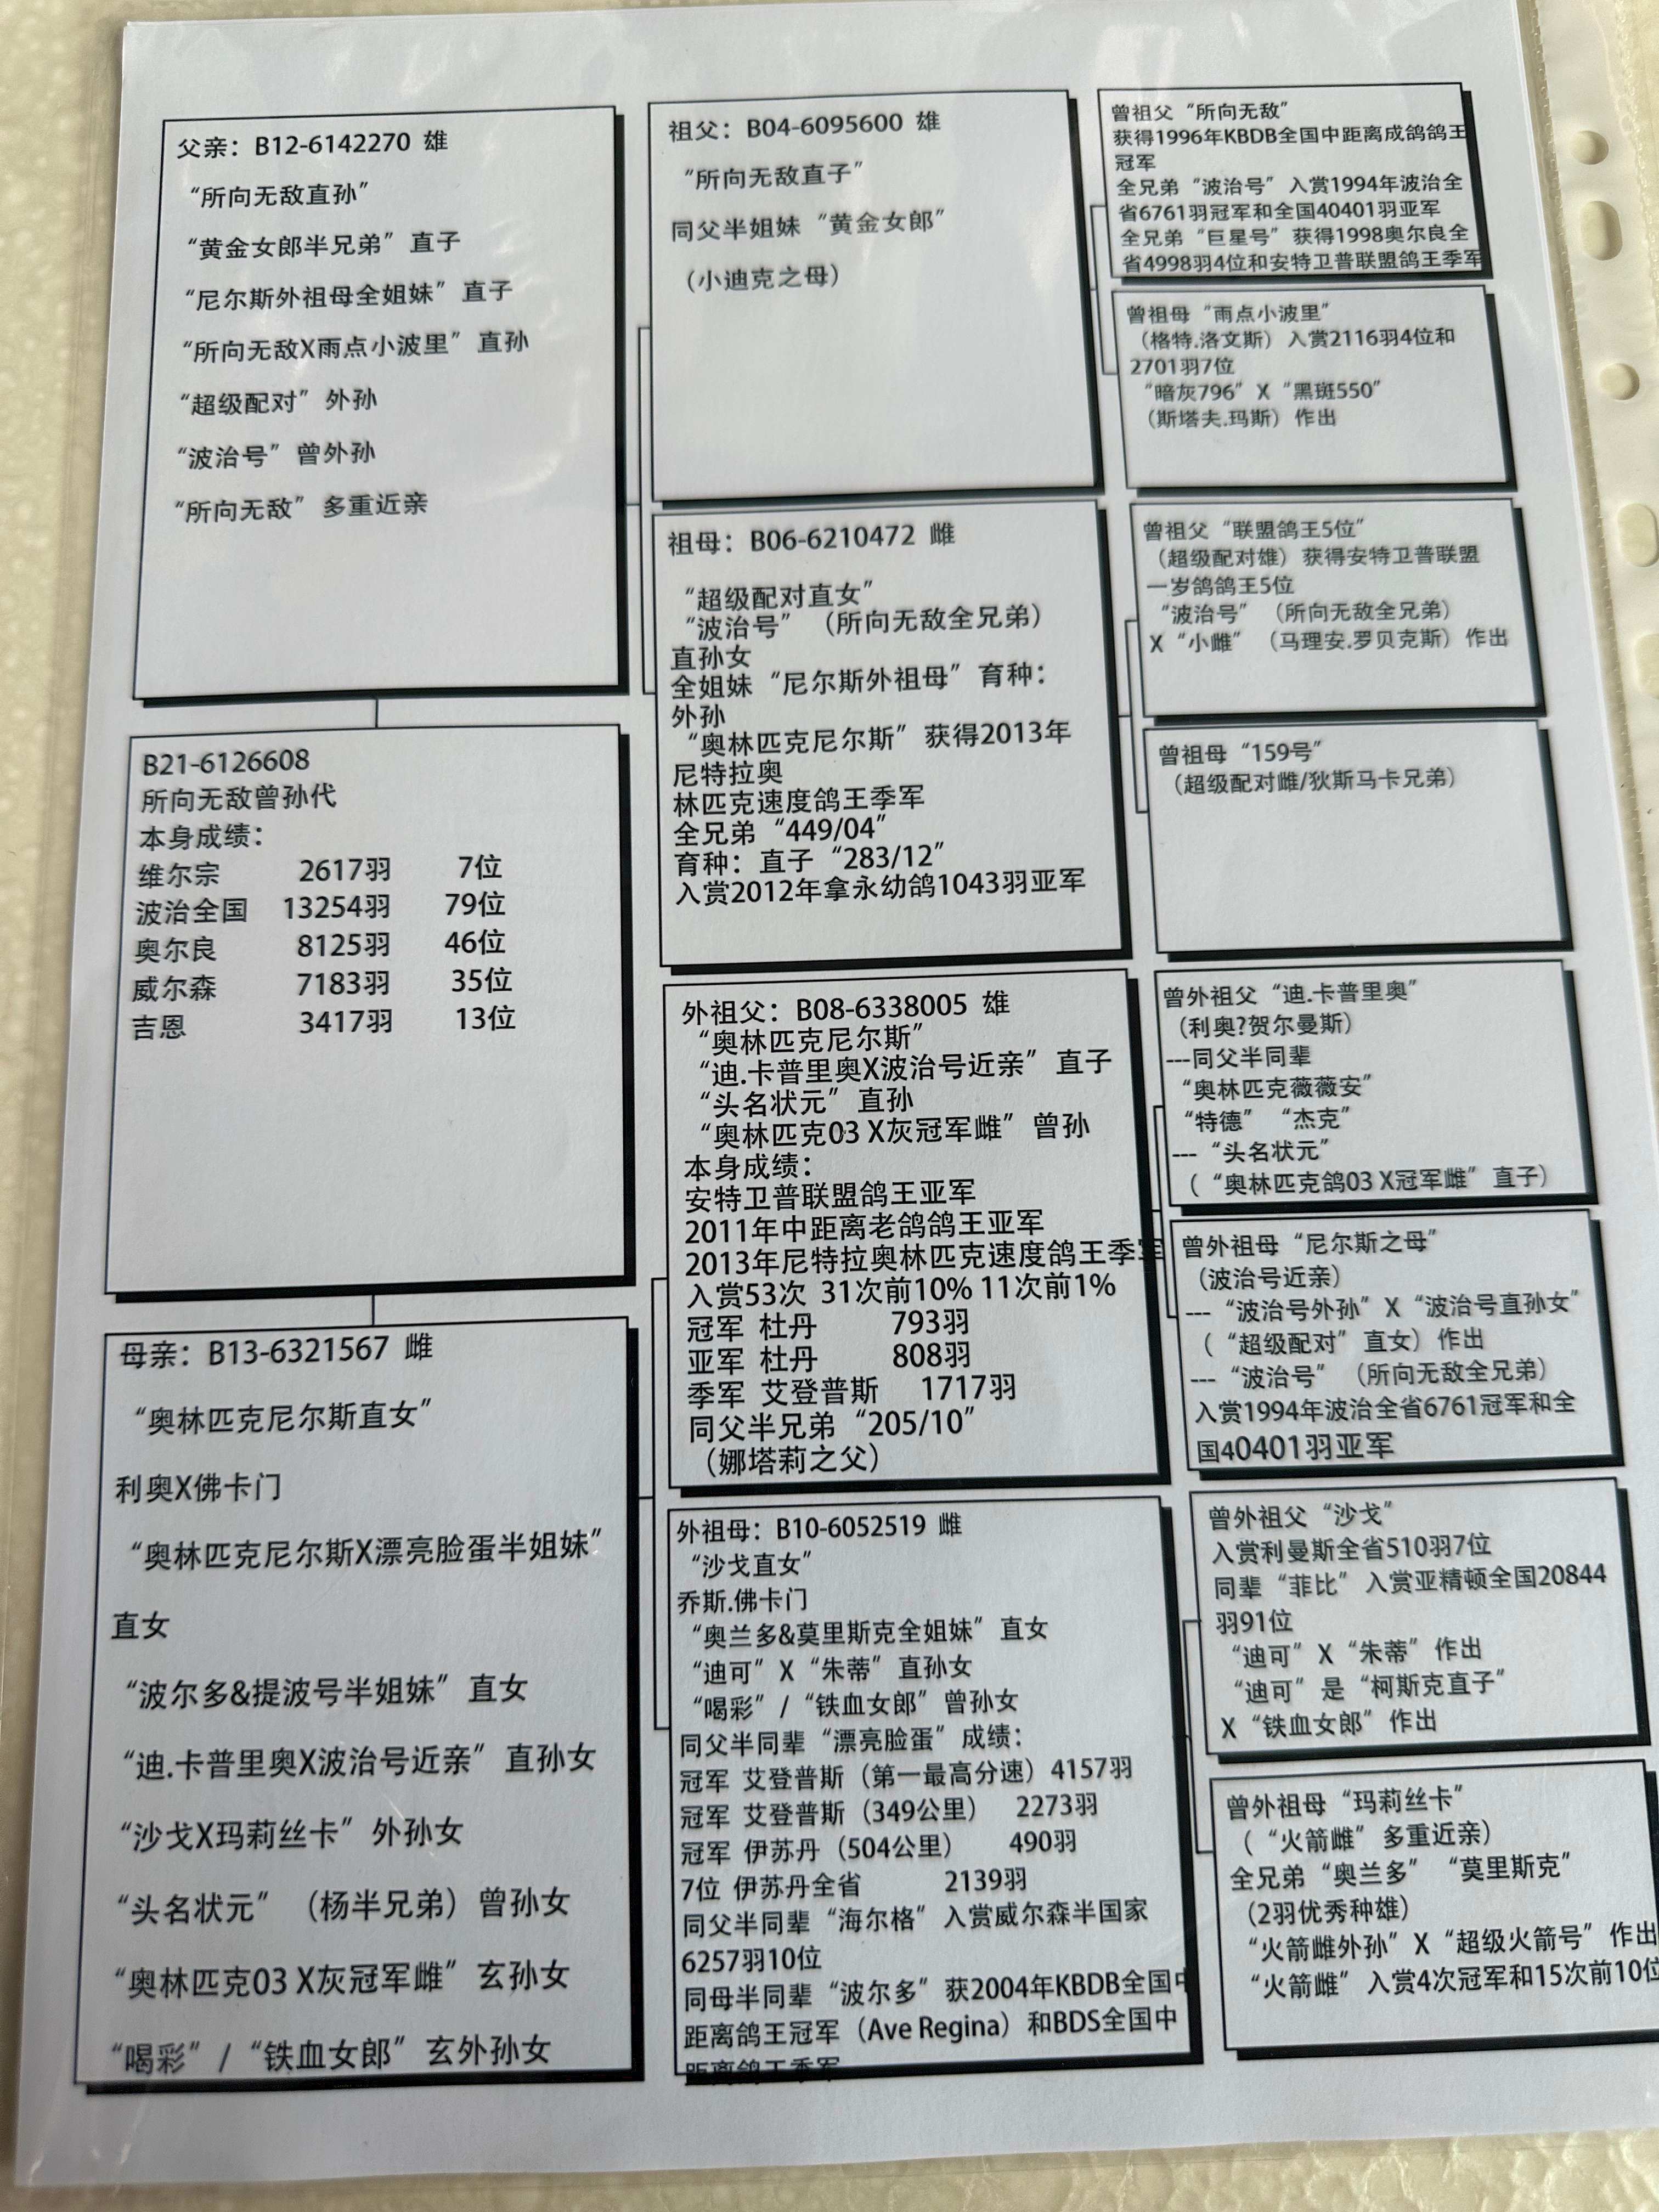 父亲：B12-6142270 雄
“所向无敌直孙”
“黄金女郎半兄弟” 直子
“尼尔斯外祖母全姐妹” 直子
“所向无敌X雨点小波里” 直孙
“超级配对” 外孙
“波治号” 曾外孙
“所向无敌” 多重近亲
B21-6126608
所向无敌曾孙代
本身成绩：
维尔宗 2617羽 7位
波治全国 13254羽 79位
奥尔良 8125羽 46位
威尔森 7183羽 35位
吉恩 3417羽 13位
母亲：B13-6321567 雌
“奥林匹克尼尔斯直女”
利奥X佛卡门
“奥林匹克尼尔斯X漂亮脸蛋半姐妹”
直女
“波尔多&提波号半姐妹” 直女
“迪.卡普里奥X波治号近亲” 直孙女
“沙戈X玛莉丝卡” 外孙女
“头名状元” （杨半兄弟）曾孙女
“奥林匹克03 X灰冠军雌” 玄孙女
“喝彩” / “铁血女郎” 玄外孙女
祖父：B04-6095600 雄
“所向无敌直子”
同父半姐妹 “黄金女郎”
（小迪克之母）
祖母：B06-6210472 雌
“超级配对直女”
“波治号” （所向无敌全兄弟）
直孙女
全姐妹 “尼尔斯外祖母” 育种：
外孙
“奥林匹克尼尔斯” 获得2013年
尼特拉奥
林匹克速度鸽王季军
全兄弟 “449/04”
育种：直子 “283/12”
入赏2012年拿永幼鸽1043羽亚军
外祖父：B08-6338005 雄
“奥林匹克尼尔斯”
“迪.卡普里奥X波治号近亲” 直子
“头名状元” 直孙
“奥林匹克03 X灰冠军雌” 曾孙
本身成绩：
安特卫普联盟鸽王亚军
2011年中距离老鸽鸽王亚军
2013年尼特拉奥林匹克速度鸽王季军
入赏53次 31次前10% 11次前1%
冠军 杜丹 793羽
亚军 杜丹 808羽
季军 艾登普斯 1717羽
同父半兄弟 “205/10”
（娜塔莉之父）
外祖母：B10-6052519 雌
“沙戈直女”
乔斯.佛卡门
“奥兰多&莫里斯克全姐妹” 直女
“迪可” X “朱蒂” 直孙女
“喝彩” / “铁血女郎” 曾孙女
同父半同辈 “漂亮脸蛋” 成绩：
冠军 艾登普斯（第一最高分速）4157羽
冠军 艾登普斯（349公里） 2273羽
冠军 伊苏丹（504公里） 490羽
7位 伊苏丹全省 2139羽
同父半同辈 “海尔格” 入赏威尔森半国家
6257羽10位
同母半同辈 “波尔多” 获2004年KBDB全国中
距离鸽王冠军（Ave Regina）和BDS全国中
距离鸽王季军
曾祖父 “所向无敌”
获得1996年KBDB全国中距离成鸽鸽王
冠军
全兄弟 “波治号” 入赏1994年波治全
省6761羽冠军和全国40401羽亚军
全兄弟 “巨星号” 获得1998奥尔良全
省4998羽4位和安特卫普联盟鸽王季军
曾祖母 “雨点小波里”
（格特.洛文斯）入赏2116羽4位和
2701羽7位
“暗灰796” X “黑斑550”
（斯塔夫.玛斯）作出
曾祖父 “联盟鸽王5位”
（超级配对雄）获得安特卫普联盟
一岁鸽鸽王5位
“波治号” （所向无敌全兄弟）
X “小雌” （马理安.罗贝克斯）作出
曾祖母 “159号”
（超级配对雌/狄斯马卡兄弟）
曾外祖父 “迪.卡普里奥”
（利奥?贺尔曼斯）
---同父半同辈
“奥林匹克薇薇安”
“特德” “杰克”
--- “头名状元”
（“奥林匹克鸽03 X冠军雌” 直子）
曾外祖母 “尼尔斯之母”
（波治号近亲）
--- “波治号外孙” X “波治号直孙女”
（“超级配对” 直女）作出
--- “波治号” （所向无敌全兄弟）
入赏1994年波治全省6761冠军和全
国40401羽亚军
曾外祖父 “沙戈”
入赏利曼斯全省510羽7位
同辈 “菲比” 入赏亚精顿全国20844
羽91位
“迪可” X “朱蒂” 作出
“迪可” 是 “柯斯克直子”
X “铁血女郎” 作出
曾外祖母 “玛莉丝卡”
（“火箭雌” 多重近亲）
全兄弟 “奥兰多” “莫里斯克”
（2羽优秀种雄）
“火箭雌外孙” X “超级火箭号” 作出
“火箭雌” 入赏4次冠军和15次前10位